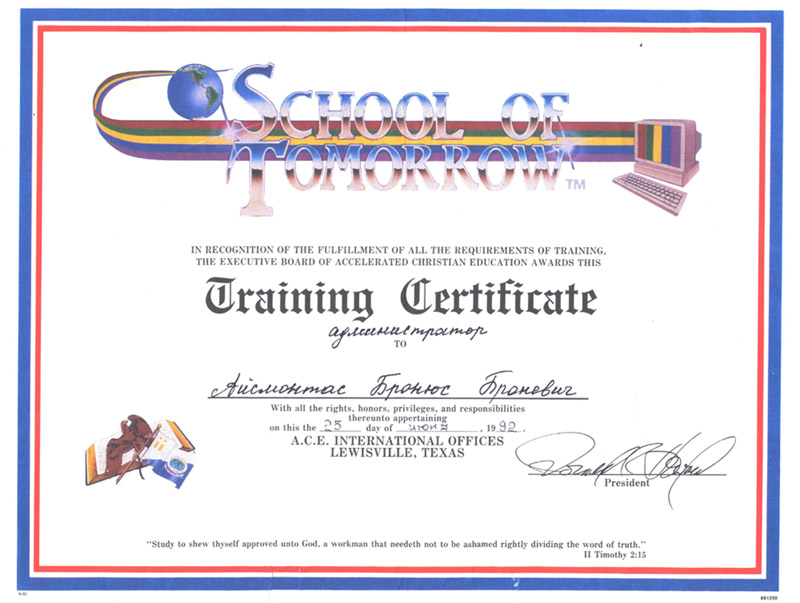 SCHOOL OF
TOMORROW™
IN RECOGNITION OF THE FULFILLMENT OF ALL THE REQUIREMENTS OF TRAINING,
THE EXECUTIVE BOARD OF ACCELERATED CHRISTIAN EDUCATION AWARDS THIS
Training Certificate
администратор
TO
Айсмонтас Бронюс Броневич
With all the rights, honors, privileges, and responsibilities
thereunto appertaining
on this the 25 day of июня, 1992.
A.C.E. INTERNATIONAL OFFICES
LEWISVILLE, TEXAS
President
"Study to shew thyself approved unto God, a workman that needeth not to be ashamed rightly dividing the word of truth."
II Timothy 2:15